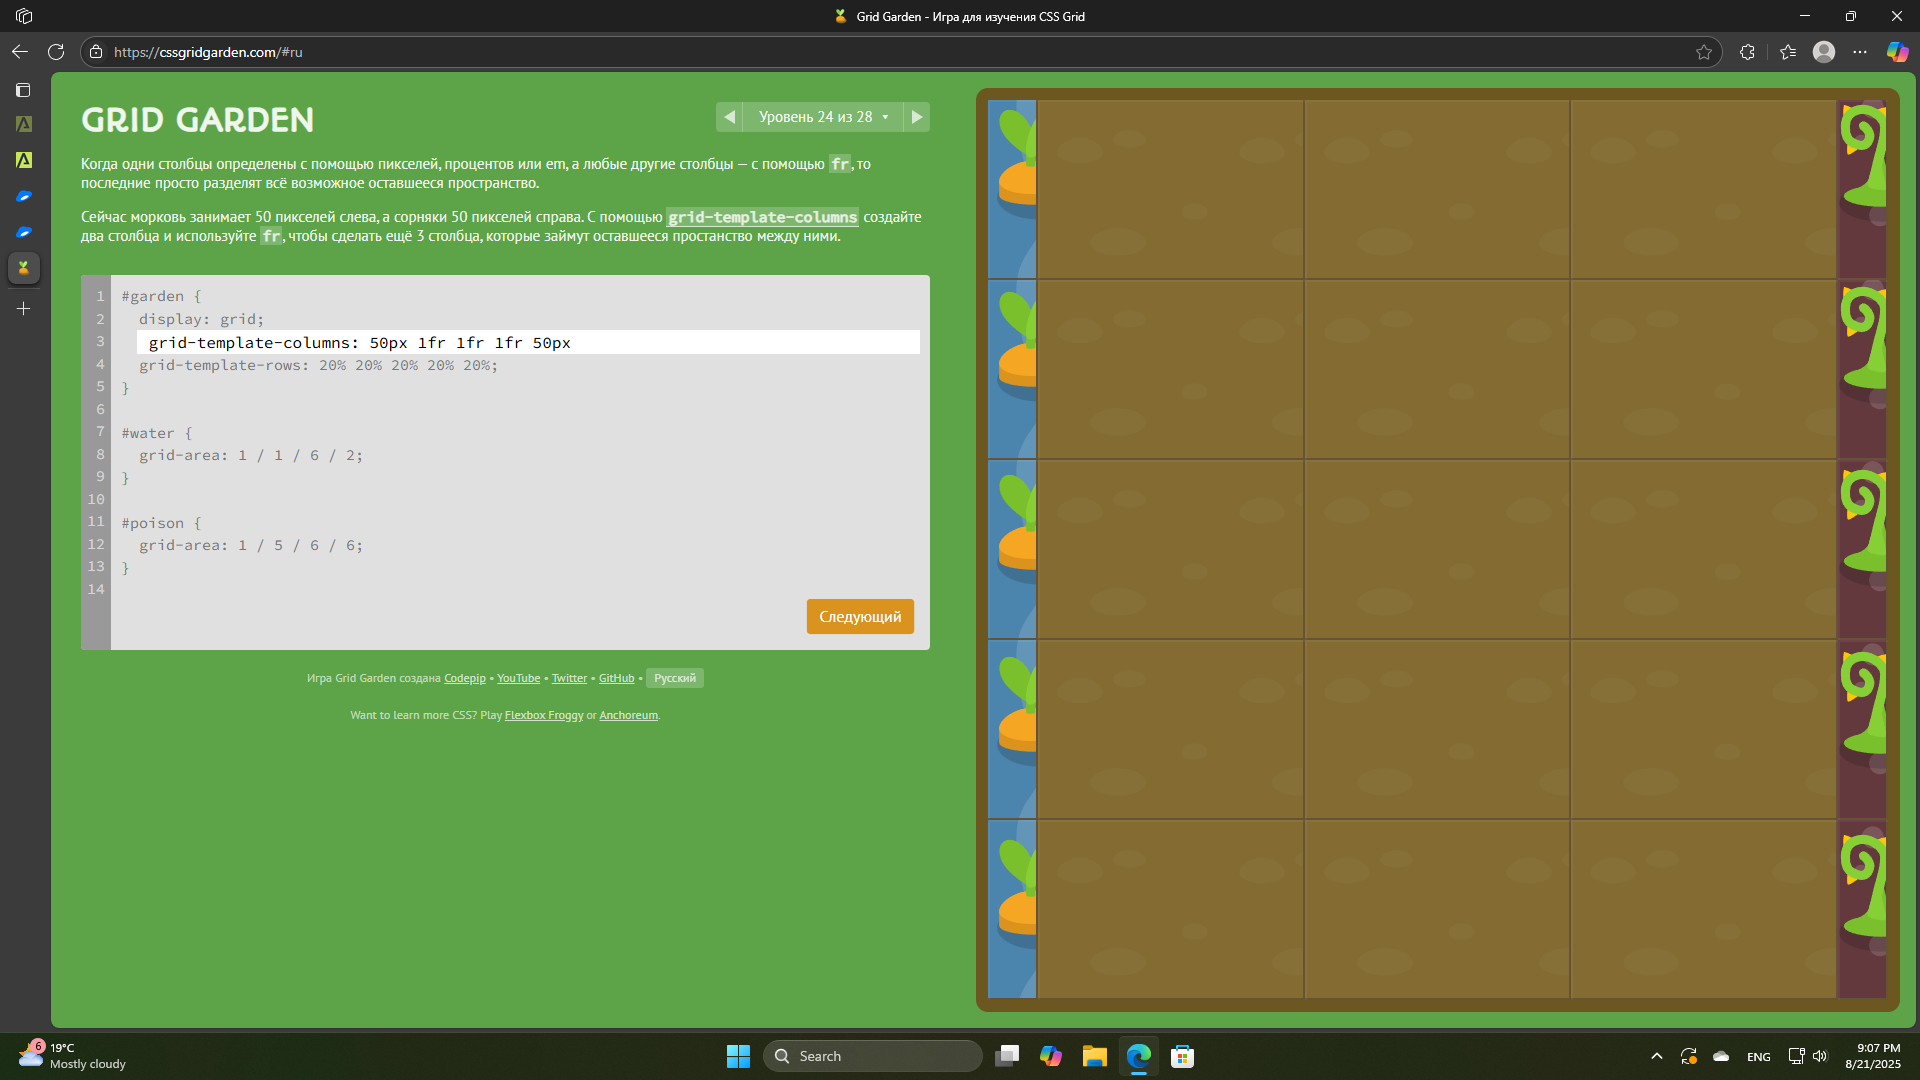 Grid Garden - Игра для изучения CSS Grid
https://cssgridgarden.com/#ru
GRID GARDEN
Уровень 24 из 28
Когда одни столбцы определены с помощью пикселей, процентов или em, а любые другие столбцы — с помощью fr, то
последние просто разделят всё возможное оставшееся пространство.
Сейчас морковь занимает 50 пикселей слева, а сорняки 50 пикселей справа. С помощью grid-template-columns создайте
два столбца и используйте fr, чтобы сделать ещё 3 столбца, которые займут оставшееся простанство между ними.
1 #garden {
2 display: grid;
3 grid-template-columns: 50px 1fr 1fr 1fr 50px
4 grid-template-rows: 20% 20% 20% 20% 20%;
5 }
6
7 #water {
8 grid-area: 1 / 1 / 6 / 2;
9 }
10
11 #poison {
12 grid-area: 1 / 5 / 6 / 6;
13 }
14
Следующий
Игра Grid Garden создана Codepip • YouTube • Twitter • GitHub • Русский
Want to learn more CSS? Play Flexbox Froggy or Anchoreum.
6
19°C
Mostly cloudy
Search
ENG
9:07 PM
8/21/2025